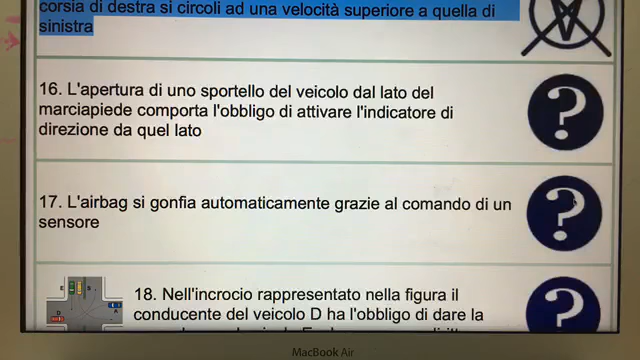 corsia di destra si circoli ad una velocità superiore a quella di
sinistra
16. L'apertura di uno sportello del veicolo dal lato del
marciapiede comporta l'obbligo di attivare l'indicatore di
direzione da quel lato
17. L'airbag si gonfia automaticamente grazie al comando di un
sensore
18. Nell'incrocio rappresentato nella figura il
conducente del veicolo D ha l'obbligo di dare la
MacBook Air